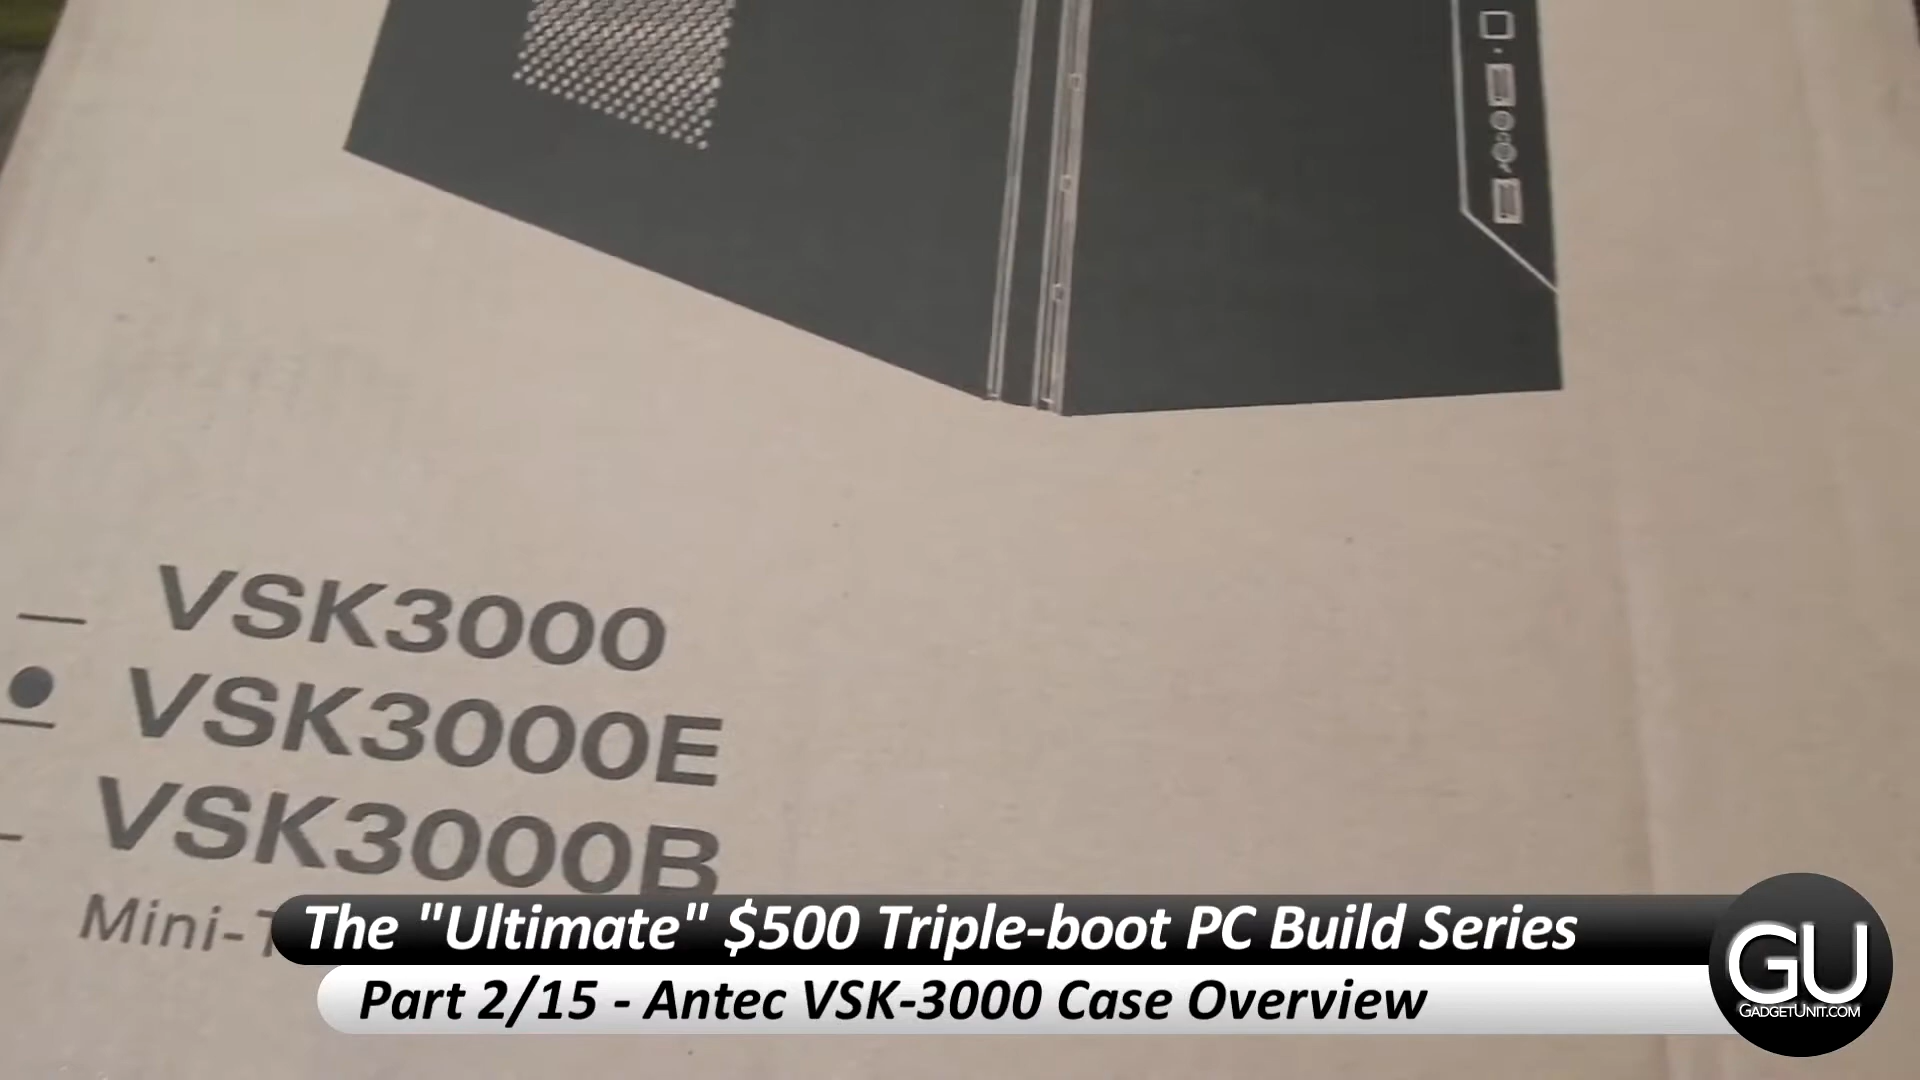 VSK3000
VSK3000E
VSK3000B
Mini-
The "Ultimate" $500 Triple-boot PC Build Series
Part 2/15 - Antec VSK-3000 Case Overview
GU
GADGETUNIT.COM